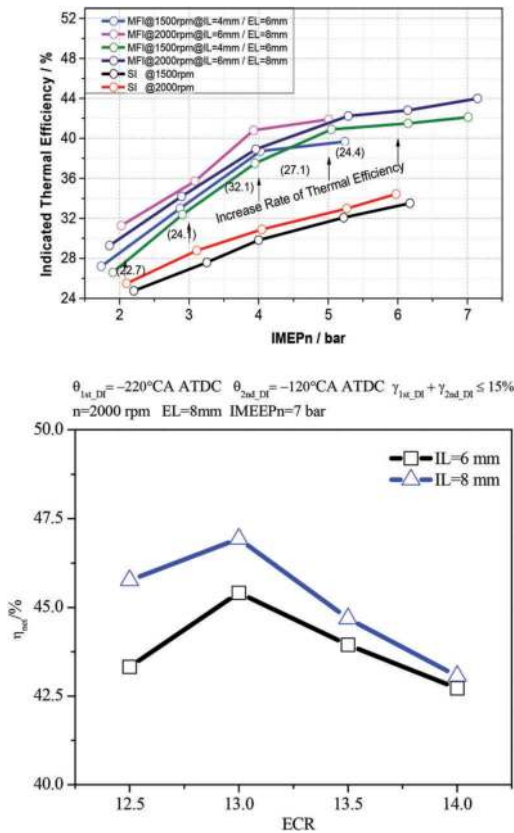 Indicated Thermal Efficiency / %
52
48
44
40
36
32
28
24
MFI@1500rpm@IL=4mm / EL=6mm
MFI@2000rpm@IL=6mm / EL=8mm
MFI@1500rpm@IL=4mm / EL=6mm
MFI@2000rpm@IL=6mm / EL=8mm
SI @1500rpm
SI @2000rpm
(24.4)
(27.1)
(32.1)
(24.1)
(22.7)
Increase Rate of Thermal Efficiency
2 3 4 5 6 7
IMEPn / bar
θ1st_DI= −220°CA ATDC θ2nd_DI= −120°CA ATDC γ1st_DI + γ2nd_DI ≤ 15%
n=2000 rpm EL=8mm IMEEPn=7 bar
50.0
47.5
45.0
42.5
40.0
ηnet/%
IL=6 mm
IL=8 mm
12.5 13.0 13.5 14.0
ECR